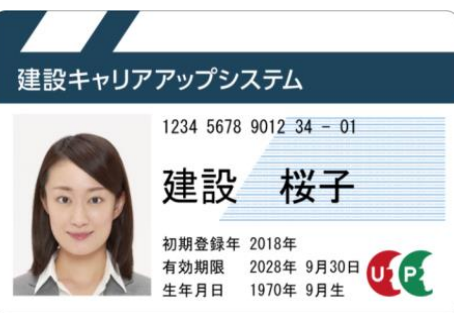 建設キャリアアップシステム
1234 5678 9012 34 - 01
建設 桜子
初期登録年 2018年
有効期限 2028年 9月30日
生年月日 1970年 9月生
UP